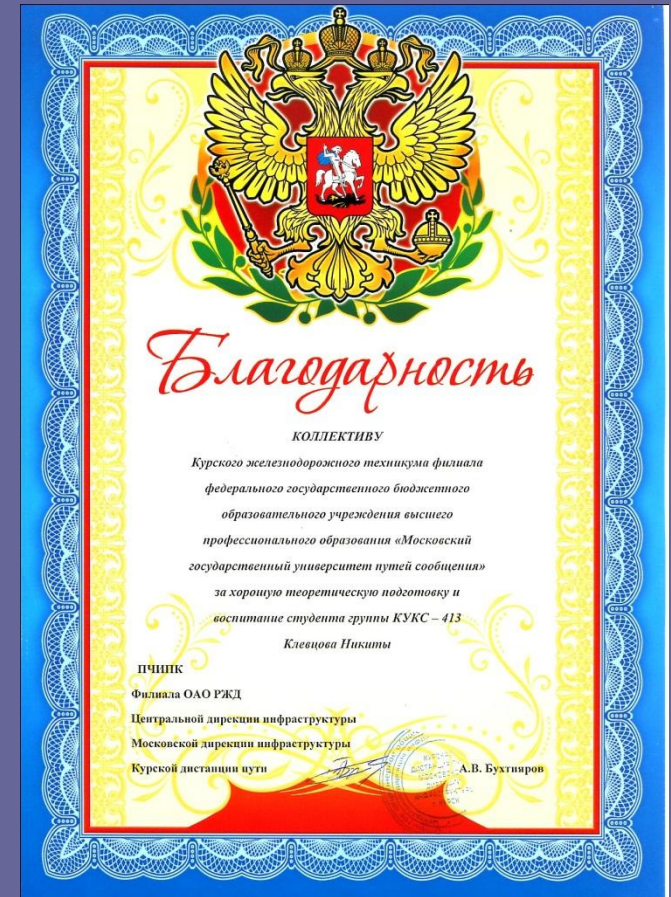 Благодарность
КОЛЛЕКТИВУ
Курского железнодорожного техникума филиала
федерального государственного бюджетного
образовательного учреждения высшего
профессионального образования «Московский
государственный университет путей сообщения»
за хорошую теоретическую подготовку и
воспитание студента группы КУКС – 413
Клевцова Никиты
ПЧИПК
Филиала ОАО РЖД
Центральной дирекции инфраструктуры
Московской дирекции инфраструктуры
Курской дистанции пути А.В. Бухтияров